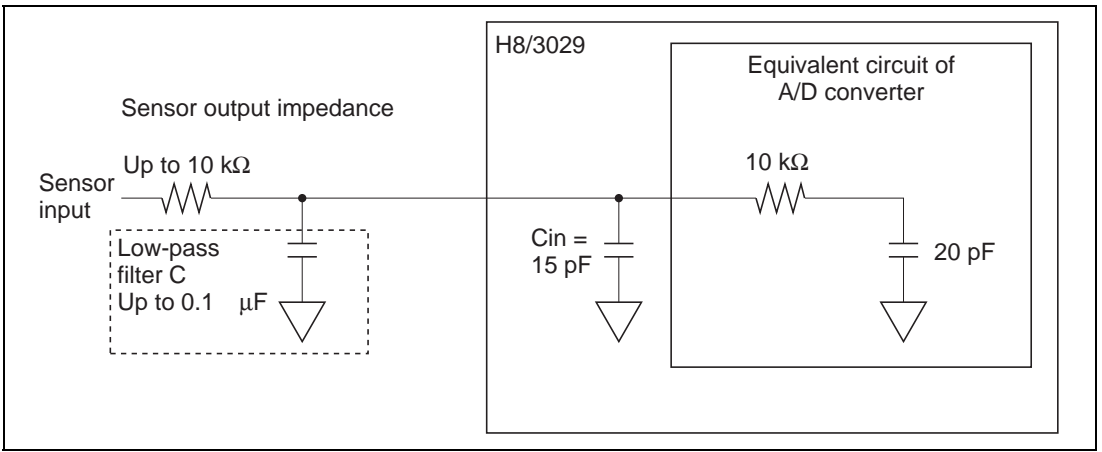 H8/3029
Equivalent circuit of
A/D converter
Sensor output impedance
Up to 10 kΩ
10 kΩ
Sensor
input
Low-pass
filter C
Up to 0.1 μF
Cin =
15 pF
20 pF